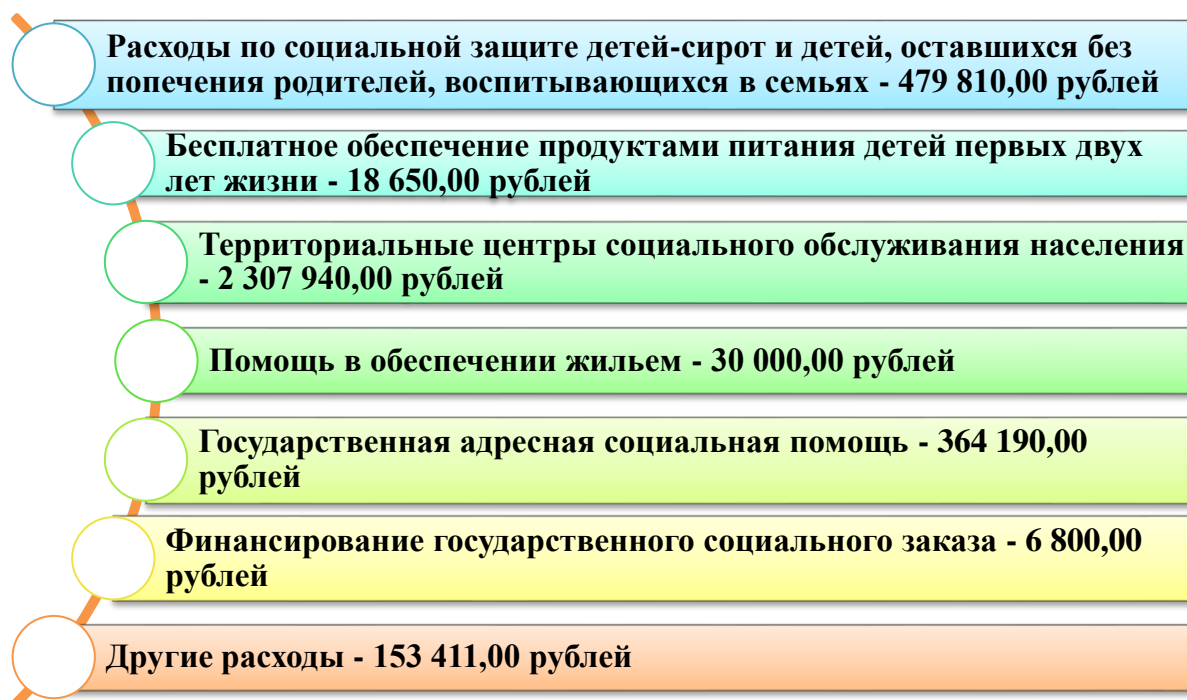 Расходы по социальной защите детей-сирот и детей, оставшихся без
попечения родителей, воспитывающихся в семьях - 479 810,00 рублей
Бесплатное обеспечение продуктами питания детей первых двух
лет жизни - 18 650,00 рублей
Территориальные центры социального обслуживания населения
- 2 307 940,00 рублей
Помощь в обеспечении жильем - 30 000,00 рублей
Государственная адресная социальная помощь - 364 190,00
рублей
Финансирование государственного социального заказа - 6 800,00
рублей
Другие расходы - 153 411,00 рублей